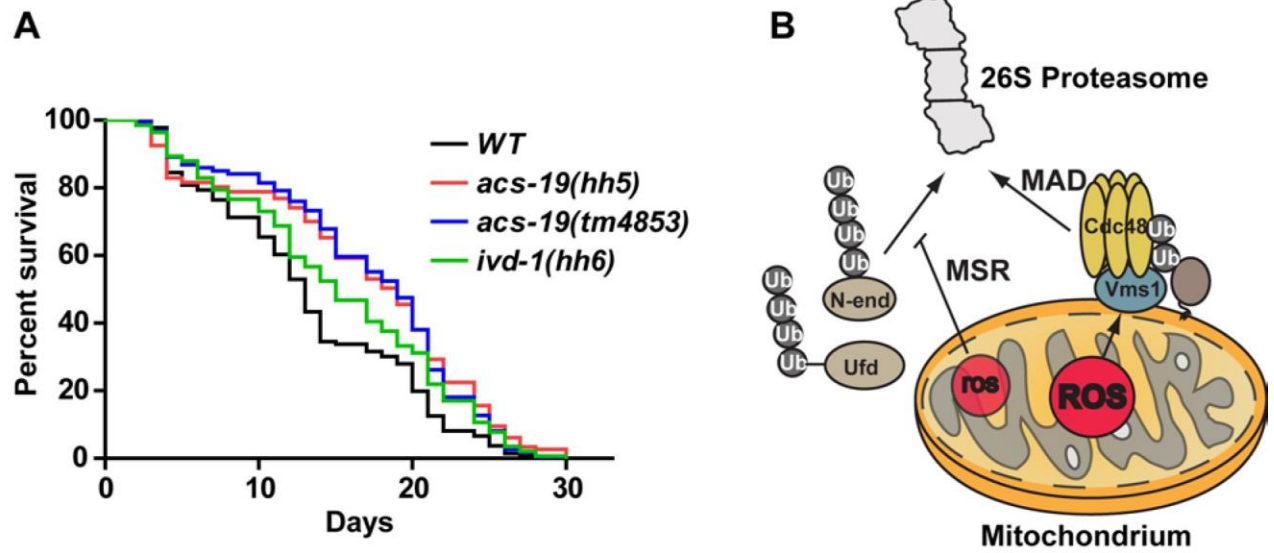 A
Percent survival
100
80
60
40
20
0
0 10 20 30
Days
WT
acs-19(hh5)
acs-19(tm4853)
ivd-1(hh6)
B
26S Proteasome
MAD
Ub
Ub
Ub
Ub
N-end
Ub
Ub
Ub
Ub
Ufd
MSR
Cdc48
Ub
Ub
Vms1
ros
ROS
Mitochondrium